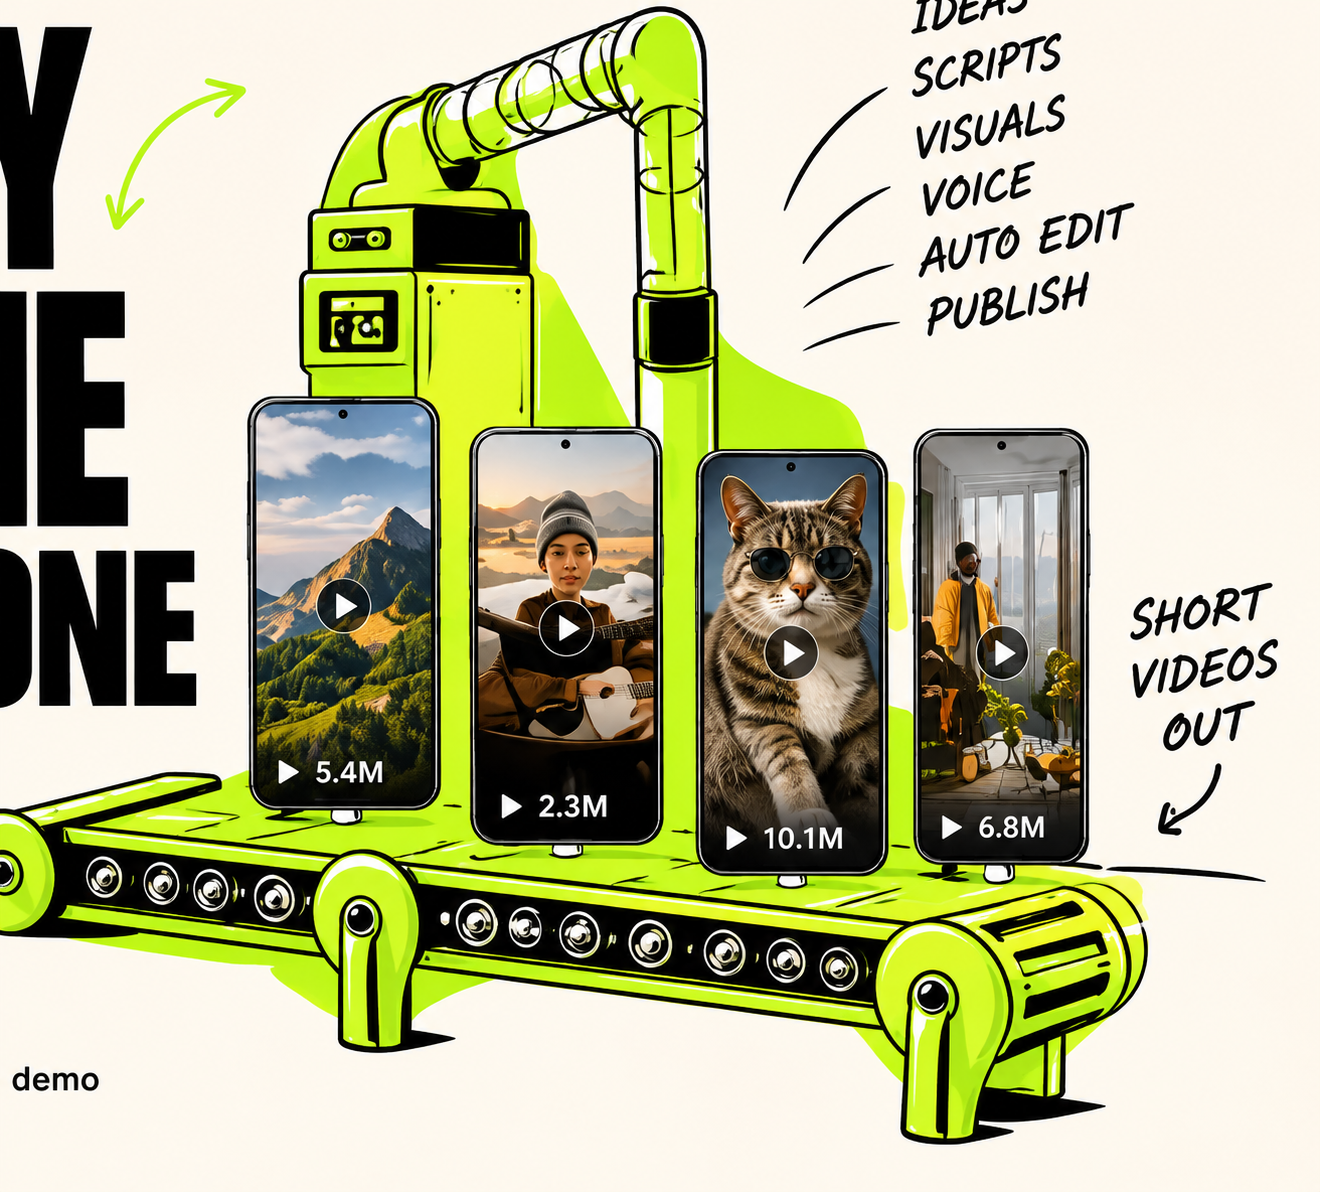 Y
NE
ONE
IDEAS
SCRIPTS
VISUALS
VOICE
AUTO EDIT
PUBLISH
5.4M
2.3M
10.1M
6.8M
SHORT
VIDEOS
OUT
demo